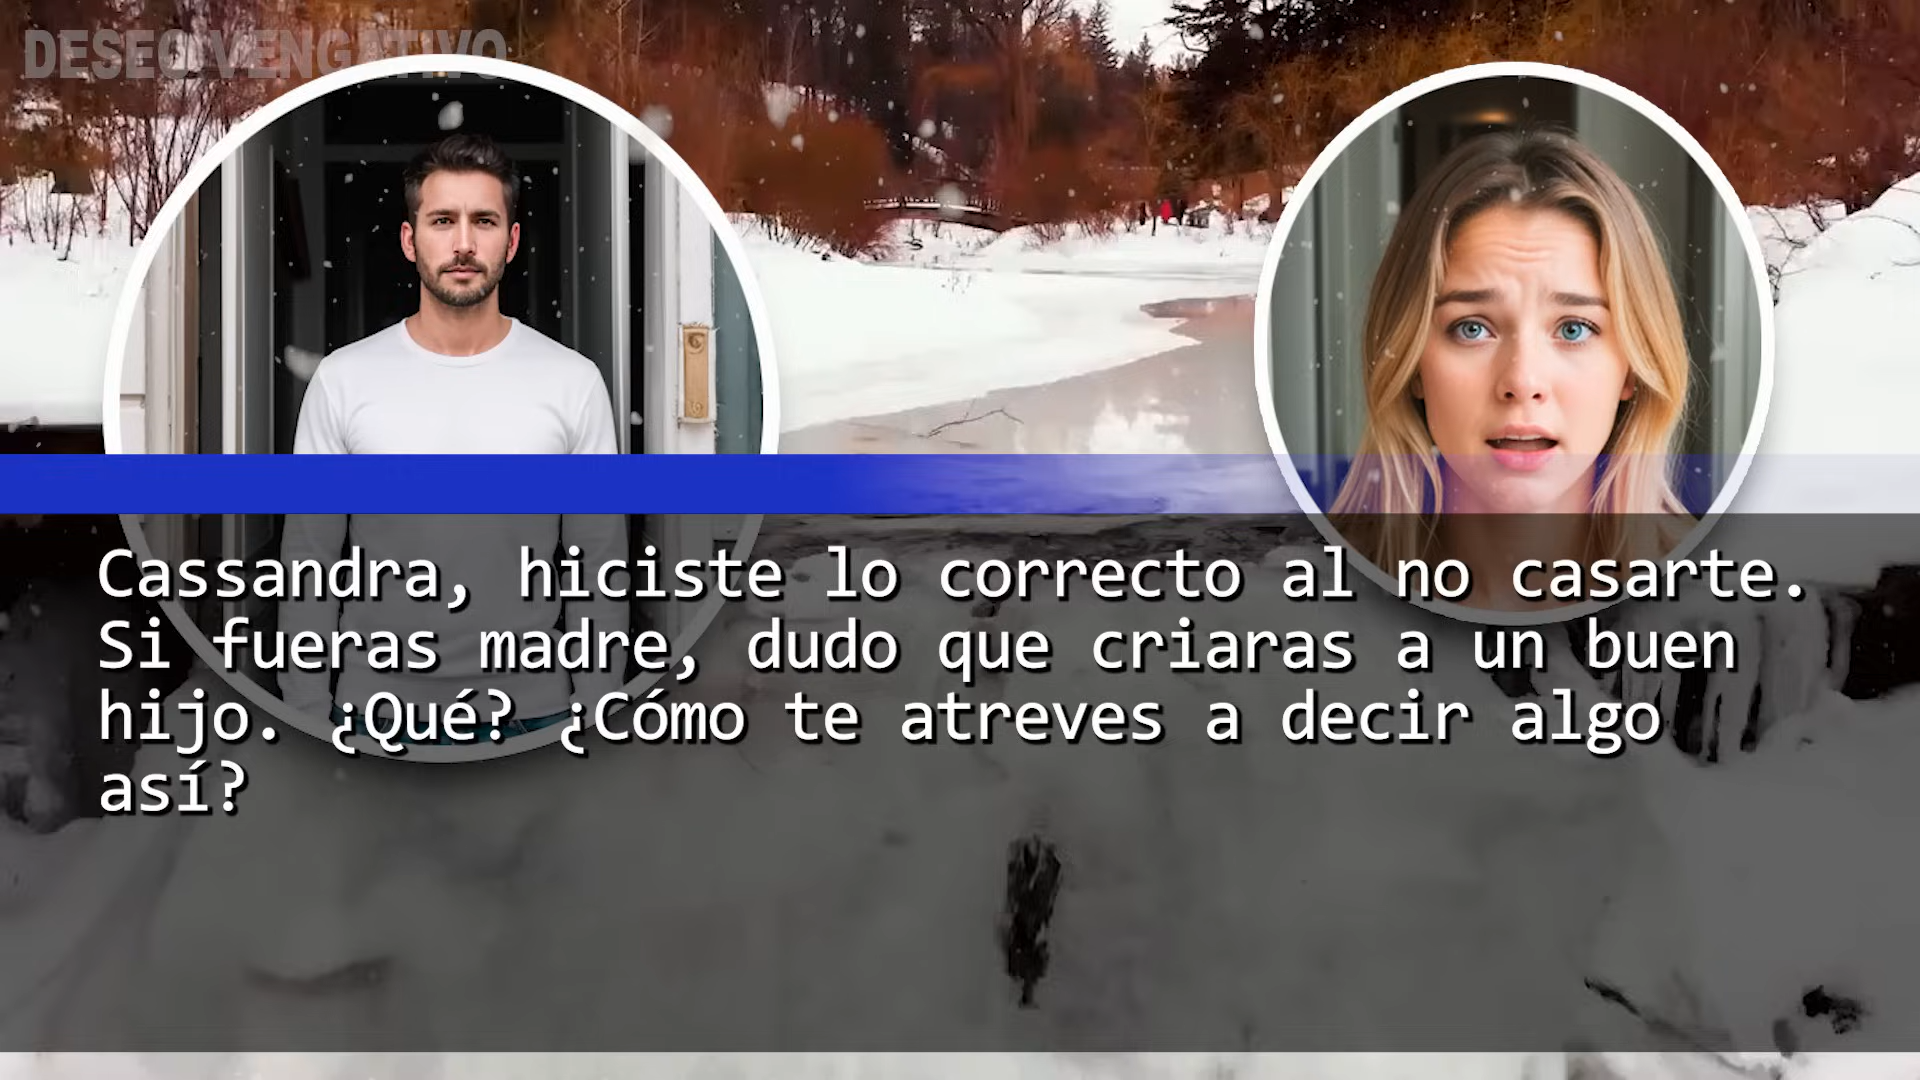 DESEO VENGATIVO
Cassandra, hiciste lo correcto al no casarte.
Si fueras madre, dudo que criaras a un buen
hijo. ¿Qué? ¿Cómo te atreves a decir algo
así?